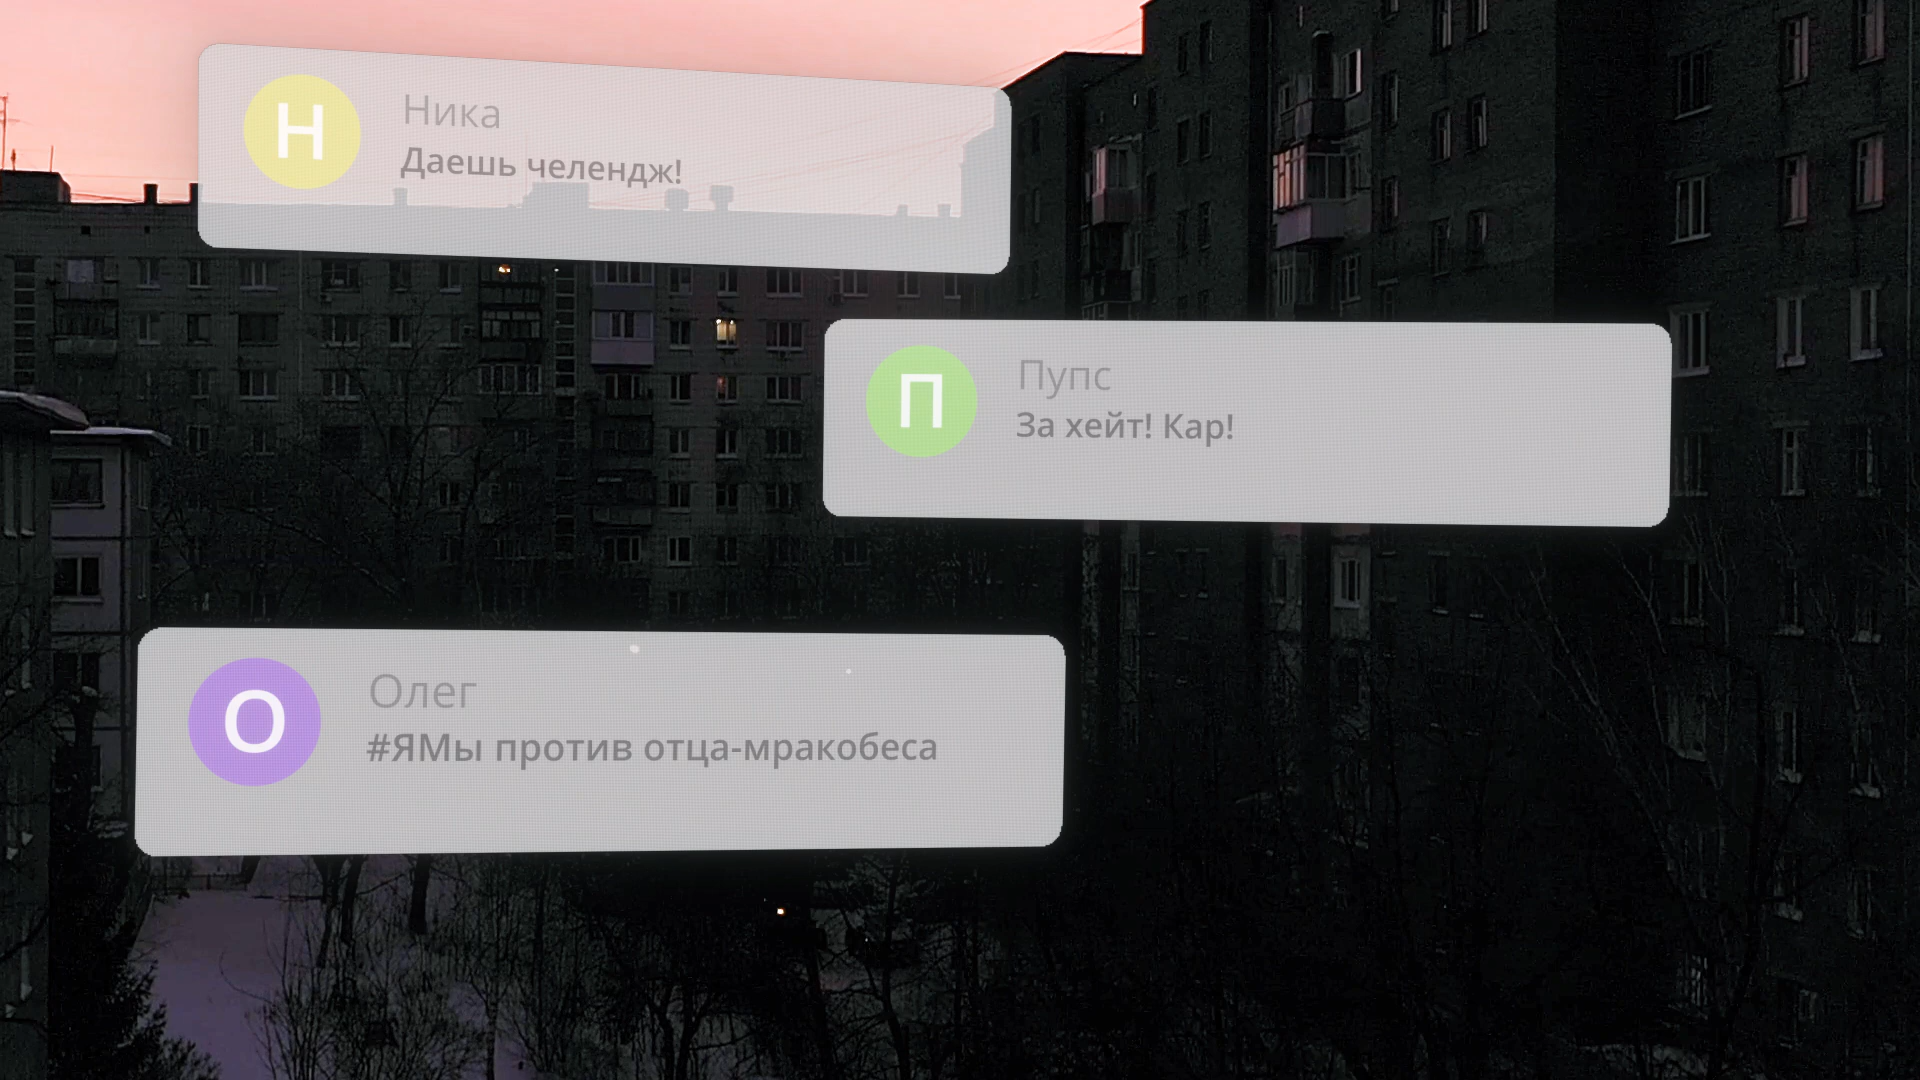 Н
Ника
Даешь челендж!
П
Пупс
За хейт! Кар!
О
Олег
#ЯМы против отца-мракобеса